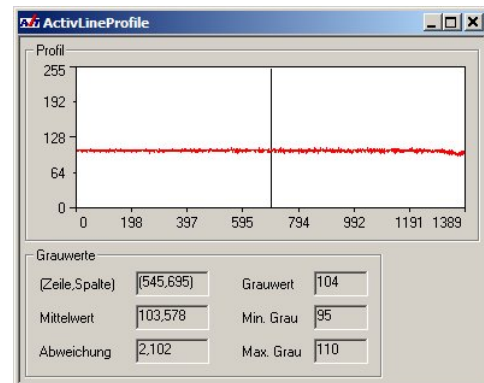 ActivLineProfile
Profil
255
192
128
64
0
0 198 397 595 794 992 1191 1389
Grauwerte
(Zeile,Spalte) (545,695) Grauwert 104
Mittelwert 103,578 Min. Grau 95
Abweichung 2,102 Max. Grau 110